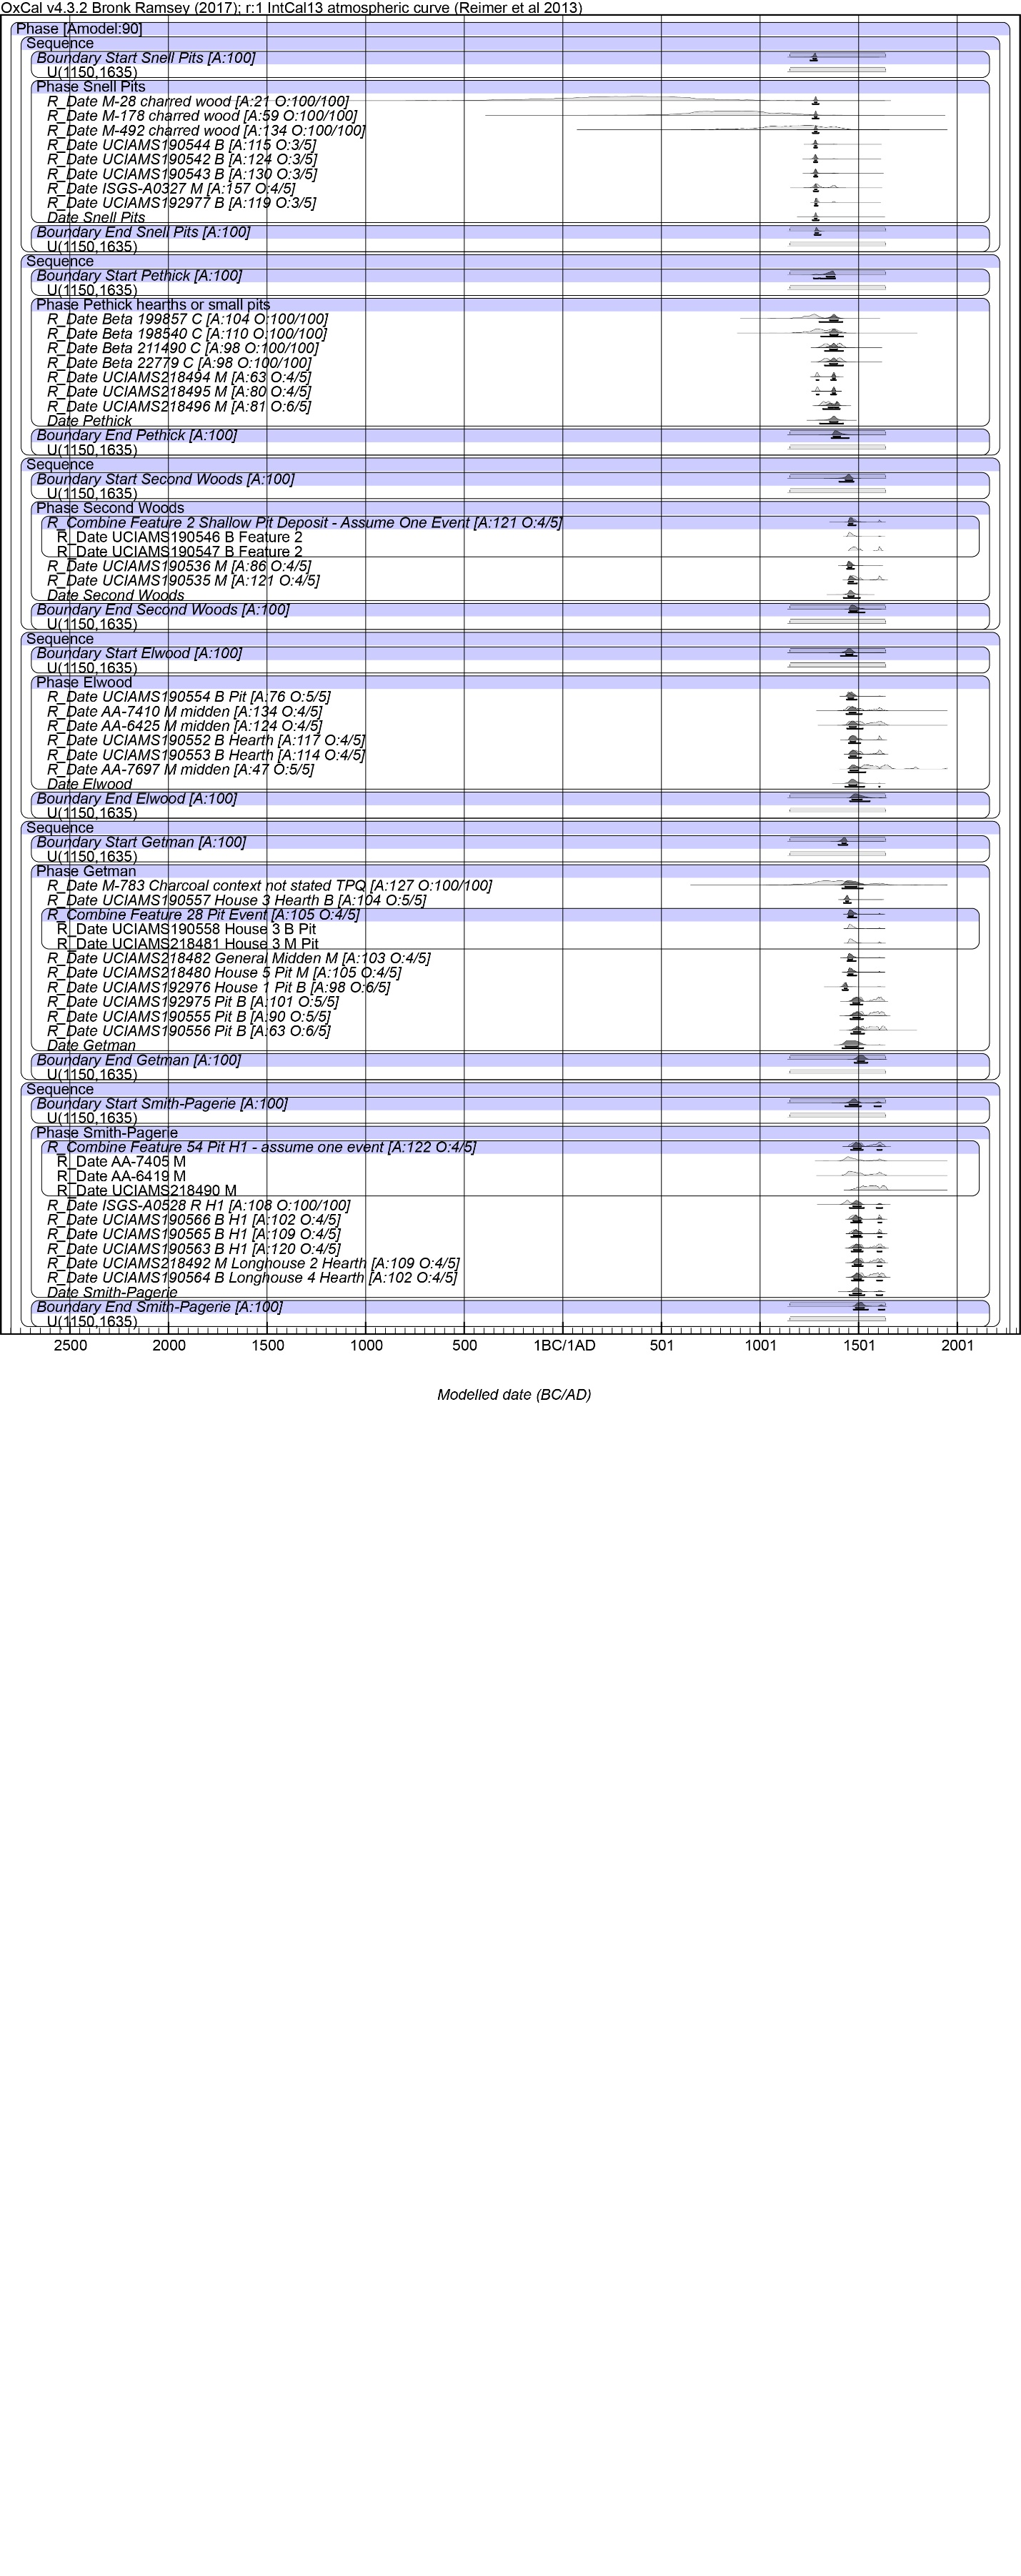 OxCal v4.3.2 Bronk Ramsey (2017); r:1 IntCal13 atmospheric curve (Reimer et al 2013)
Phase [Amodel:90]
Sequence
Boundary Start Snell Pits [A:100]
U(1150,1635)
Phase Snell Pits
R_Date M-28 charred wood [A:21 O:100/100]
R_Date M-178 charred wood [A:59 O:100/100]
R_Date M-492 charred wood [A:134 O:100/100]
R_Date UCIAMS190544 B [A:115 O:3/5]
R_Date UCIAMS190542 B [A:124 O:3/5]
R_Date UCIAMS190543 B [A:130 O:3/5]
R_Date ISGS-A0327 M [A:157 O:4/5]
R_Date UCIAMS192977 B [A:119 O:3/5]
Date Snell Pits
Boundary End Snell Pits [A:100]
U(1150,1635)
Sequence
Boundary Start Pethick [A:100]
U(1150,1635)
Phase Pethick hearths or small pits
R_Date Beta 199857 C [A:104 O:100/100]
R_Date Beta 198540 C [A:110 O:100/100]
R_Date Beta 211490 C [A:98 O:100/100]
R_Date Beta 22779 C [A:98 O:100/100]
R_Date UCIAMS218494 M [A:63 O:4/5]
R_Date UCIAMS218495 M [A:80 O:4/5]
R_Date UCIAMS218496 M [A:81 O:6/5]
Date Pethick
Boundary End Pethick [A:100]
U(1150,1635)
Sequence
Boundary Start Second Woods [A:100]
U(1150,1635)
Phase Second Woods
R_Combine Feature 2 Shallow Pit Deposit - Assume One Event [A:121 O:4/5]
R_Date UCIAMS190546 B Feature 2
R_Date UCIAMS190547 B Feature 2
R_Date UCIAMS190536 M [A:86 O:4/5]
R_Date UCIAMS190535 M [A:121 O:4/5]
Date Second Woods
Boundary End Second Woods [A:100]
U(1150,1635)
Sequence
Boundary Start Elwood [A:100]
U(1150,1635)
Phase Elwood
R_Date UCIAMS190554 B Pit [A:76 O:5/5]
R_Date AA-7410 M midden [A:134 O:4/5]
R_Date AA-6425 M midden [A:124 O:4/5]
R_Date UCIAMS190552 B Hearth [A:117 O:4/5]
R_Date UCIAMS190553 B Hearth [A:114 O:4/5]
R_Date AA-7697 M midden [A:47 O:5/5]
Date Elwood
Boundary End Elwood [A:100]
U(1150,1635)
Sequence
Boundary Start Getman [A:100]
U(1150,1635)
Phase Getman
R_Date M-783 Charcoal context not stated TPQ [A:127 O:100/100]
R_Date UCIAMS190557 House 3 Hearth B [A:104 O:5/5]
R_Combine Feature 28 Pit Event [A:105 O:4/5]
R_Date UCIAMS190558 House 3 B Pit
R_Date UCIAMS218481 House 3 M Pit
R_Date UCIAMS218482 General Midden M [A:103 O:4/5]
R_Date UCIAMS218480 House 5 Pit M [A:105 O:4/5]
R_Date UCIAMS192976 House 1 Pit B [A:98 O:6/5]
R_Date UCIAMS192975 Pit B [A:101 O:5/5]
R_Date UCIAMS190555 Pit B [A:90 O:5/5]
R_Date UCIAMS190556 Pit B [A:63 O:6/5]
Date Getman
Boundary End Getman [A:100]
U(1150,1635)
Sequence
Boundary Start Smith-Pagerie [A:100]
U(1150,1635)
Phase Smith-Pagerie
R_Combine Feature 54 Pit H1 - assume one event [A:122 O:4/5]
R_Date AA-7405 M
R_Date AA-6419 M
R_Date UCIAMS218490 M
R_Date ISGS-A0528 R H1 [A:108 O:100/100]
R_Date UCIAMS190566 B H1 [A:102 O:4/5]
R_Date UCIAMS190565 B H1 [A:109 O:4/5]
R_Date UCIAMS190563 B H1 [A:120 O:4/5]
R_Date UCIAMS218492 M Longhouse 2 Hearth [A:109 O:4/5]
R_Date UCIAMS190564 B Longhouse 4 Hearth [A:102 O:4/5]
Date Smith-Pagerie
Boundary End Smith-Pagerie [A:100]
U(1150,1635)
2500 2000 1500 1000 500 1BC/1AD 501 1001 1501 2001
Modelled date (BC/AD)